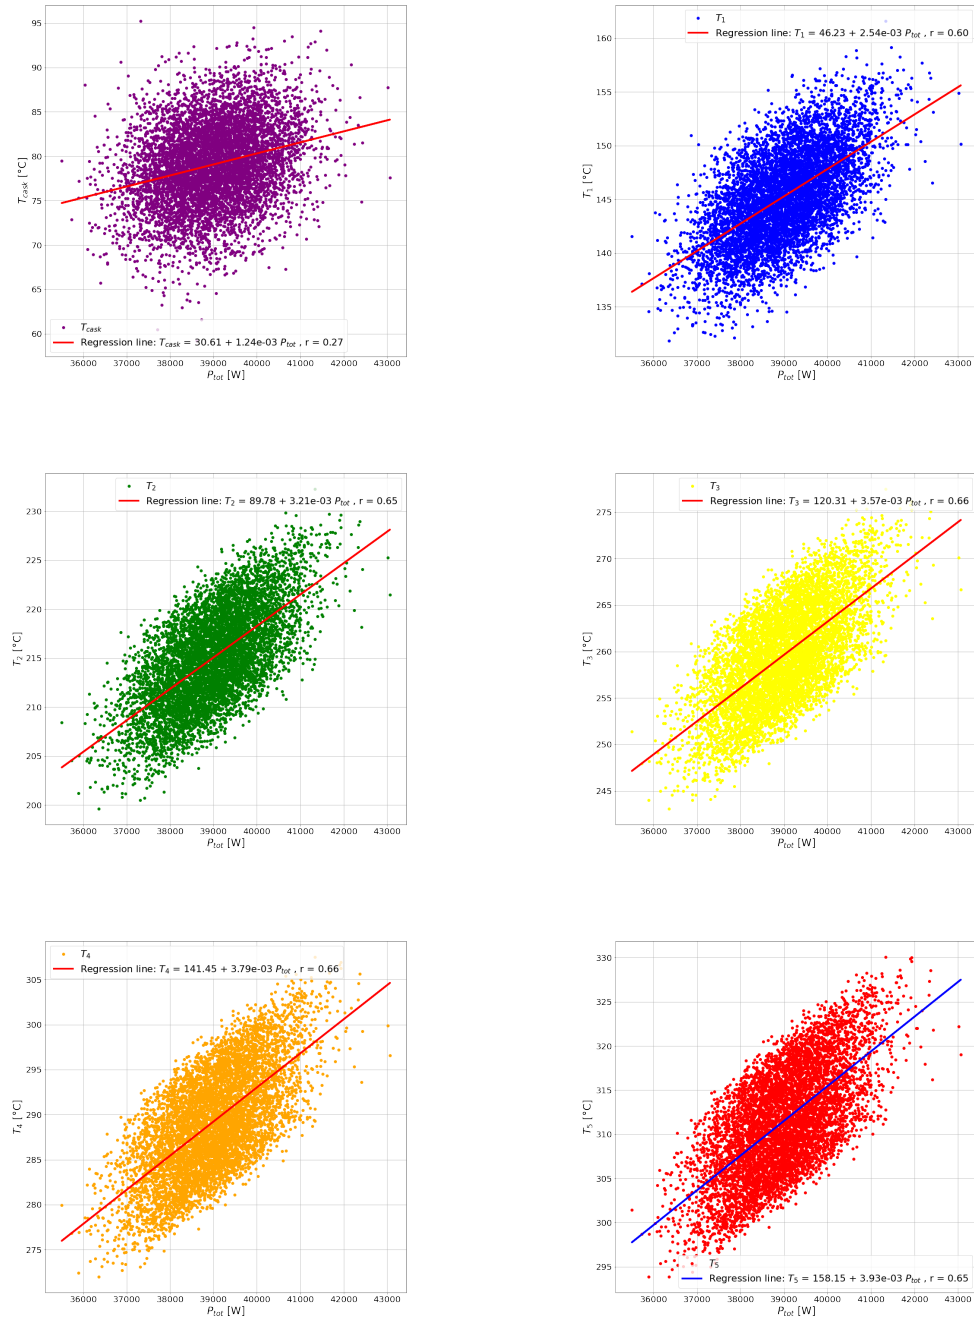 95
90
85
80
75
70
65
60
T_cask [°C]
T_cask
Regression line: T_cask = 30.61 + 1.24e-03 P_tot , r = 0.27
36000 37000 38000 39000 40000 41000 42000 43000
P_tot [W]
160
155
150
145
140
135
T_1 [°C]
T_1
Regression line: T_1 = 46.23 + 2.54e-03 P_tot , r = 0.60
36000 37000 38000 39000 40000 41000 42000 43000
P_tot [W]
230
225
220
215
210
205
200
T_2 [°C]
T_2
Regression line: T_2 = 89.78 + 3.21e-03 P_tot , r = 0.65
36000 37000 38000 39000 40000 41000 42000 43000
P_tot [W]
275
270
265
260
255
250
245
T_3 [°C]
T_3
Regression line: T_3 = 120.31 + 3.57e-03 P_tot , r = 0.66
36000 37000 38000 39000 40000 41000 42000 43000
P_tot [W]
305
300
295
290
285
280
275
T_4 [°C]
T_4
Regression line: T_4 = 141.45 + 3.79e-03 P_tot , r = 0.66
36000 37000 38000 39000 40000 41000 42000 43000
P_tot [W]
330
325
320
315
310
305
300
295
T_5 [°C]
T_5
Regression line: T_5 = 158.15 + 3.93e-03 P_tot , r = 0.65
36000 37000 38000 39000 40000 41000 42000 43000
P_tot [W]